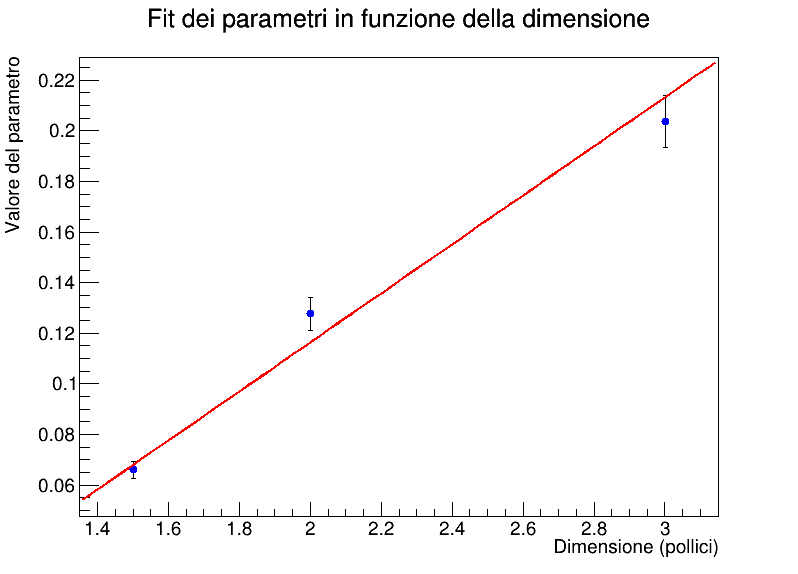 Fit dei parametri in funzione della dimensione
Valore del parametro
0.22
0.2
0.18
0.16
0.14
0.12
0.1
0.08
0.06
1.4 1.6 1.8 2 2.2 2.4 2.6 2.8 3
Dimensione (pollici)